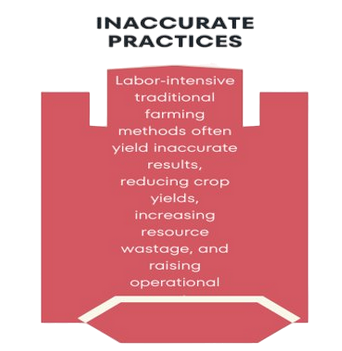 INACCURATE
PRACTICES
Labor-intensive
traditional
farming
methods often
yield inaccurate
results,
reducing crop
yields,
increasing
resource
wastage, and
raising
operational